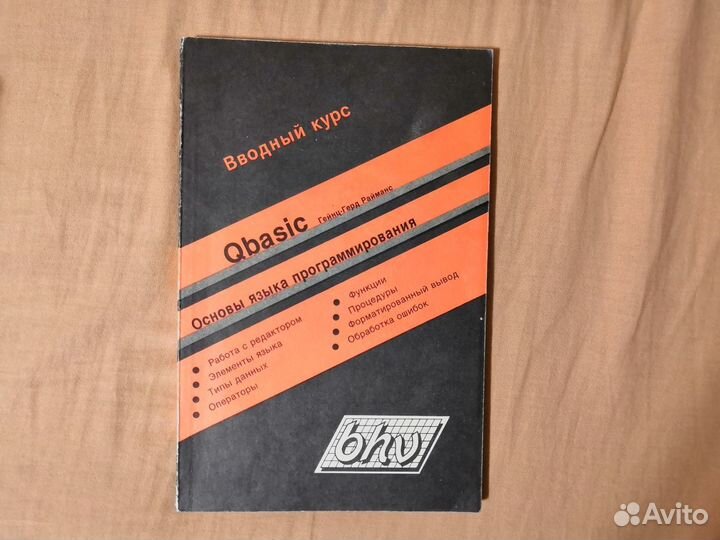 Вводный курс
Qbasic Гейнц-Герд Райманс
Основы языка программирования
Работа с редактором
Элементы языка
Типы данных
Операторы
Функции
Процедуры
Форматированный вывод
Обработка ошибок
bhv
Avito